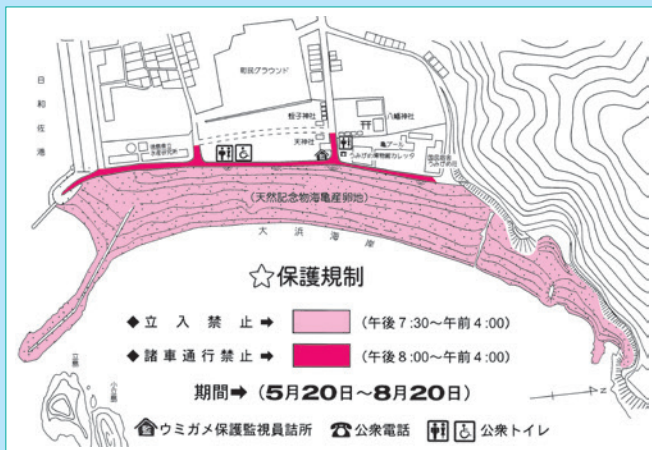 町民グラウンド
日和佐港
蛭子神社
八幡神社
天神社
亀プール
うみがめ博物館カレッタ
(天然記念物海亀産卵地)
大浜海岸
☆保護規制
◆立入禁止➡ (午後7:30〜午前4:00)
◆諸車通行禁止➡ (午後8:00〜午前4:00)
期間➡(5月20日〜8月20日)
立島
N
ウミガメ保護監視員詰所 公衆電話 公衆トイレ